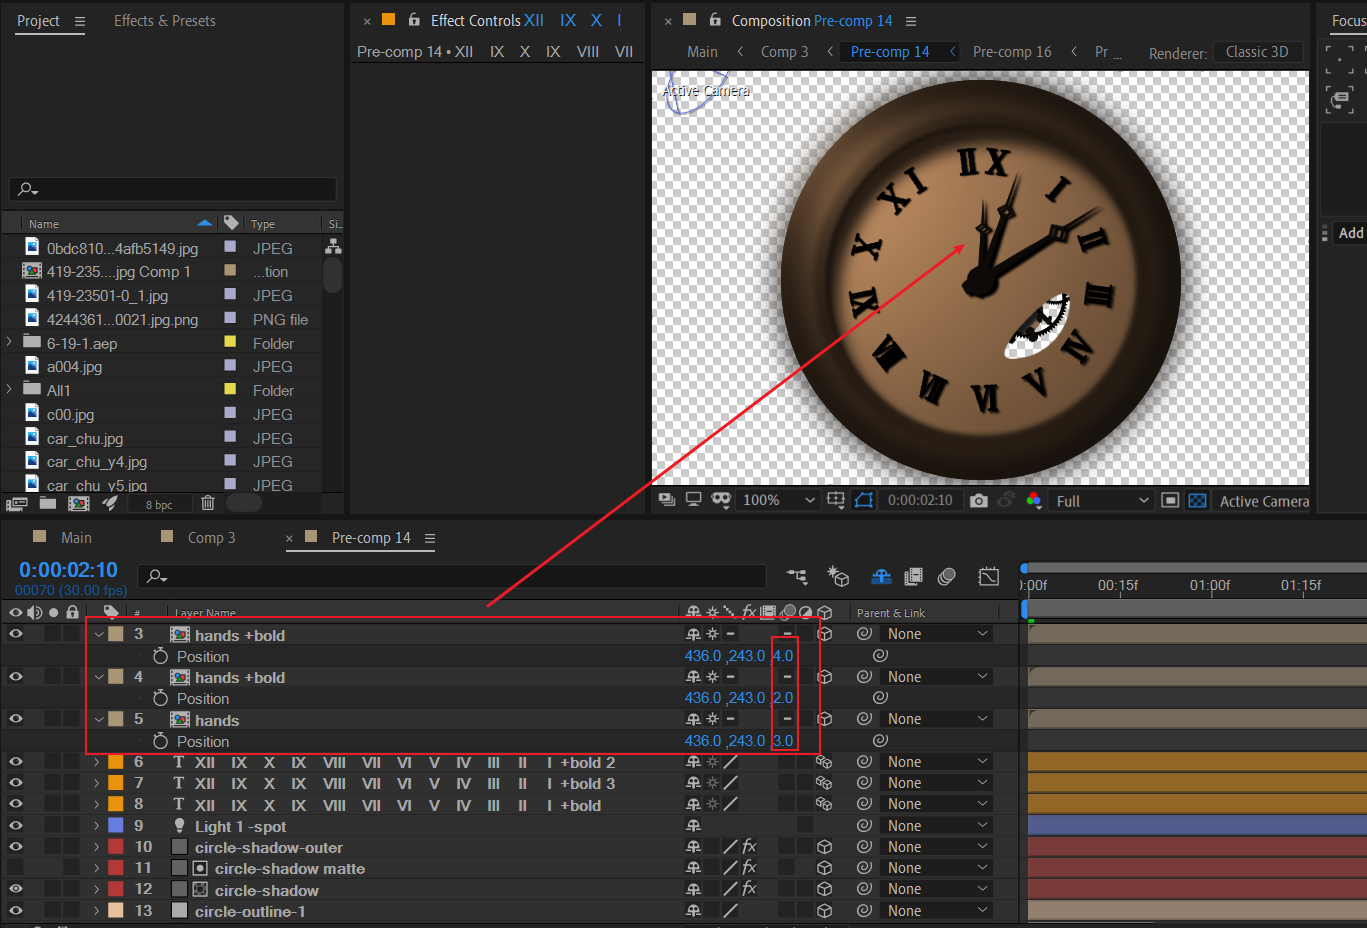 Project
Effects & Presets
Effect Controls XII IX X I
Composition Pre-comp 14
Focus
Pre-comp 14 • XII IX X IX VIII VII
Main Comp 3 Pre-comp 14 Pre-comp 16 Pr ...
Renderer: Classic 3D
Active Camera
IIX
I
II
III
IV
V
VI
VII
VIII
IX
X
XI
Add
Name Type Si...
0bdc810...4afb5149.jpg JPEG
419-235....jpg Comp 1 ...tion
419-23501-0_1.jpg JPEG
4244361...0021.jpg.png PNG file
6-19-1.aep Folder
a004.jpg JPEG
All1 Folder
c00.jpg JPEG
car_chu.jpg JPEG
car_chu_y4.jpg JPEG
car_chu_y5.jpg JPEG
8 bpc
100% 0:00:02:10 Full Active Camera
Main
Comp 3
× Pre-comp 14
0:00:02:10
00070 (30.00 fps)
):00f 00:15f 01:00f 01:15f
# Layer Name fx Parent & Link
3 hands +bold None
Position 436.0 ,243.0 ,4.0
4 hands +bold None
Position 436.0 ,243.0 ,2.0
5 hands None
Position 436.0 ,243.0 ,3.0
6 T XII IX X IX VIII VII VI V IV III II I +bold 2 None
7 T XII IX X IX VIII VII VI V IV III II I +bold 3 None
8 T XII IX X IX VIII VII VI V IV III II I +bold None
9 Light 1 -spot None
10 circle-shadow-outer fx None
11 circle-shadow matte fx None
12 circle-shadow fx None
13 circle-outline-1 None